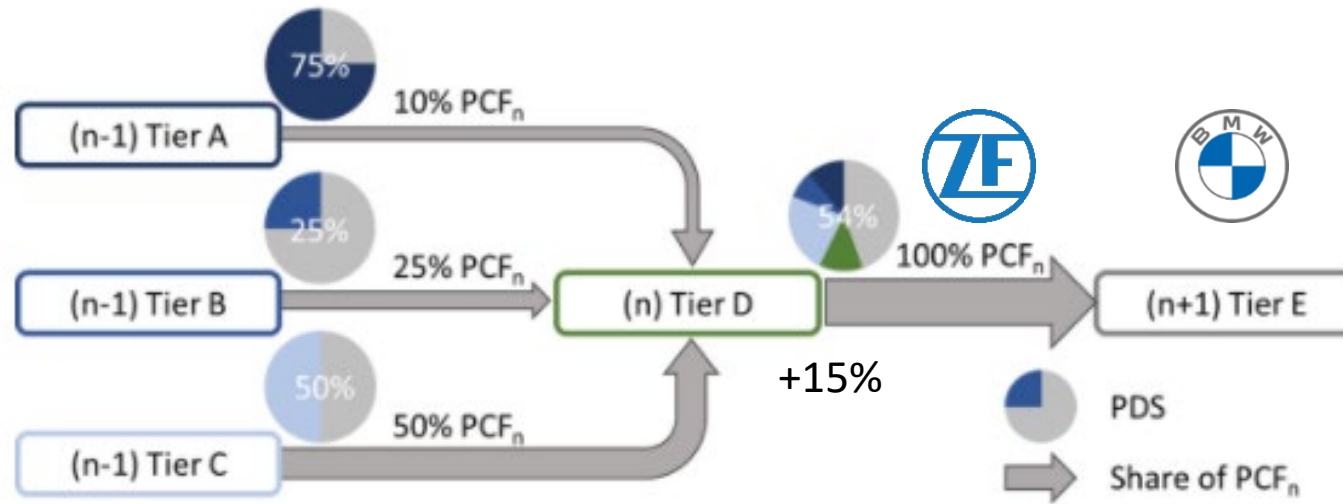 75%
10% PCFn
(n-1) Tier A
ZF
BMW
25%
25% PCFn
54%
100% PCFn
(n-1) Tier B
(n) Tier D
(n+1) Tier E
+15%
50%
50% PCFn
PDS
(n-1) Tier C
Share of PCFn